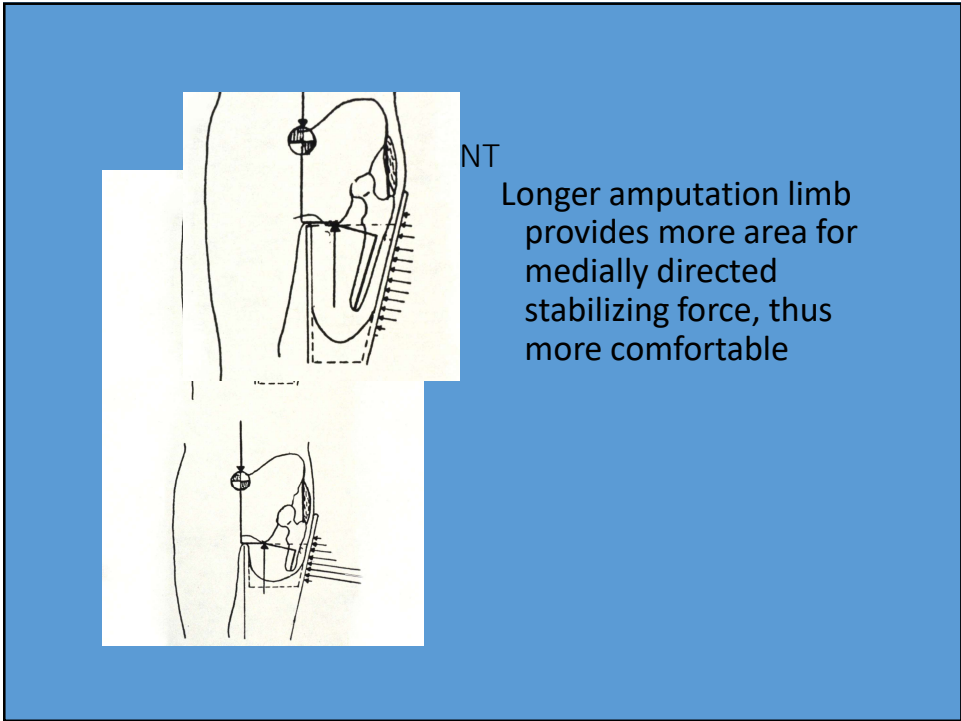 NT
Longer amputation limb
provides more area for
medially directed
stabilizing force, thus
more comfortable